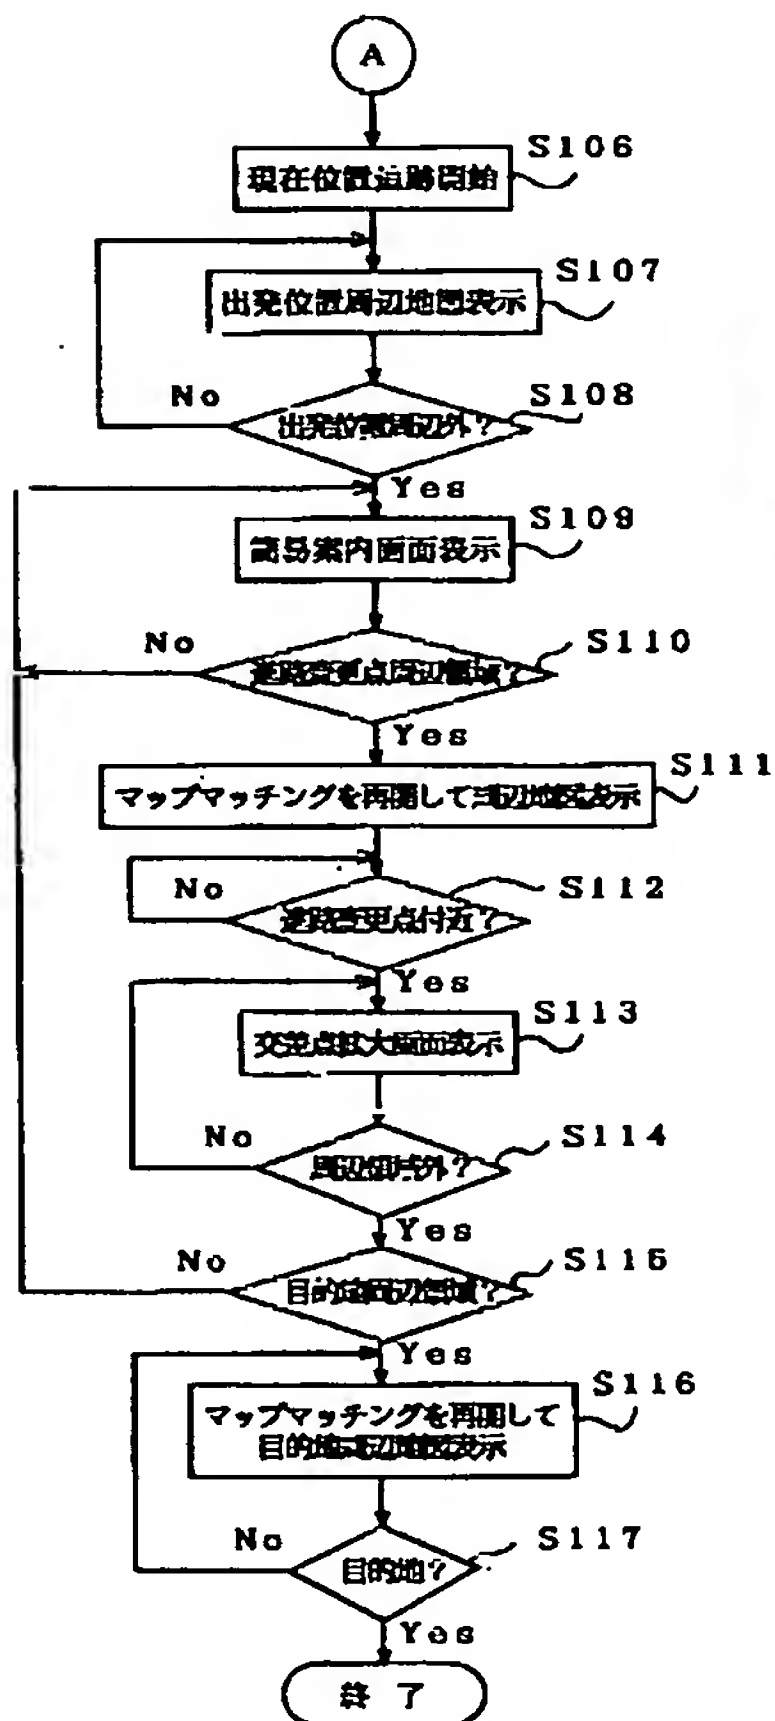 A
S106
現在位置追跡開始
S107
出発位置周辺地図表示
No
S108
出発位置周辺外?
Yes
S109
簡易案内画面表示
No
S110
進路変更点周辺領域?
Yes
S111
マップマッチングを再開して周辺地図表示
No
S112
進路変更点付近?
Yes
S113
交差点拡大画面表示
No
S114
周辺領域外?
Yes
No
S115
目的地周辺領域?
Yes
S116
マップマッチングを再開して
目的地周辺地図表示
No
S117
目的地?
Yes
終了